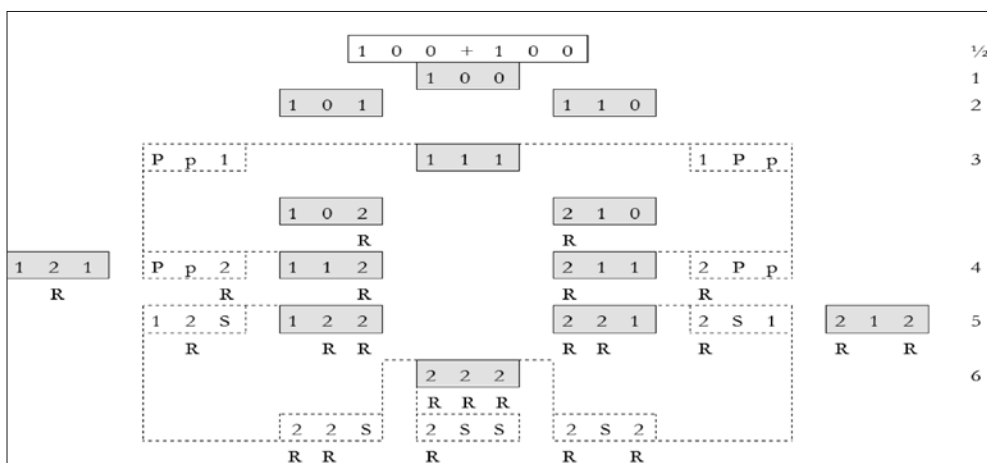 1 0 0 + 1 0 0 ½
1 0 0 1
1 0 1 1 1 0 2
P p 1 1 1 1 1 P p 3
1 0 2 2 1 0
R R
1 2 1 P p 2 1 1 2 2 1 1 2 P p 4
R R R R R
1 2 S 1 2 2 2 2 1 2 S 1 2 1 2 5
R R R R R R R R
2 2 2 6
R R R
2 2 S 2 S S 2 S 2
R R R R R